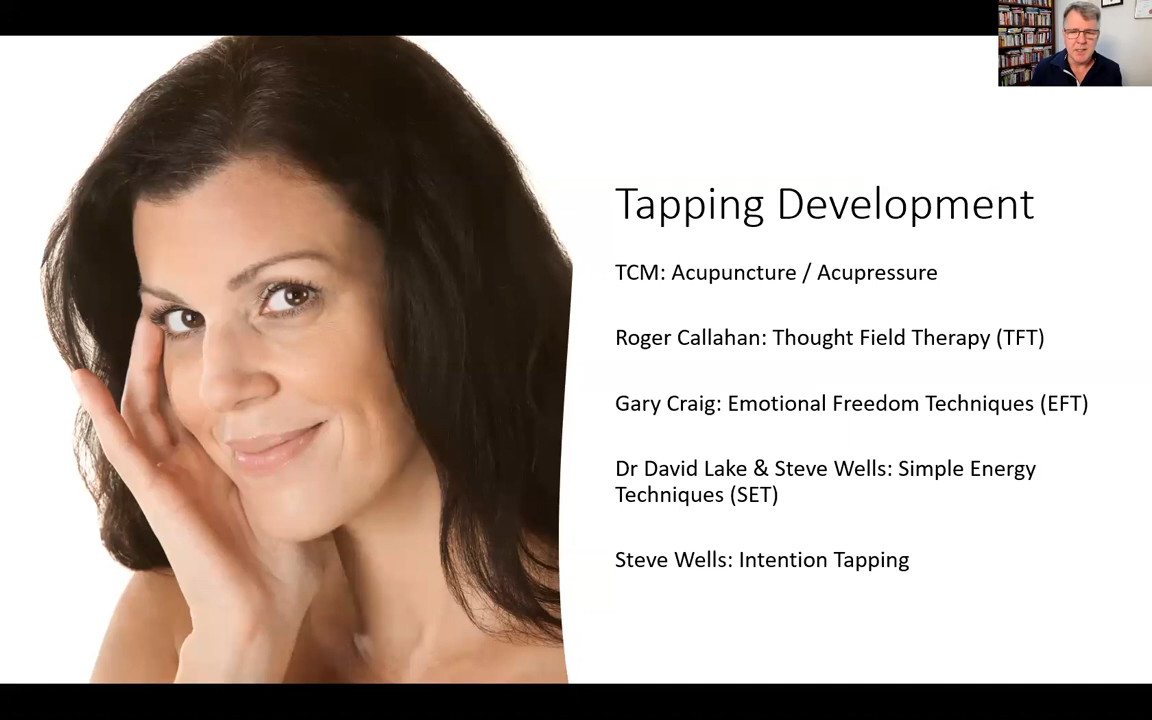 Tapping Development
TCM: Acupuncture / Acupressure
Roger Callahan: Thought Field Therapy (TFT)
Gary Craig: Emotional Freedom Techniques (EFT)
Dr David Lake & Steve Wells: Simple Energy
Techniques (SET)
Steve Wells: Intention Tapping